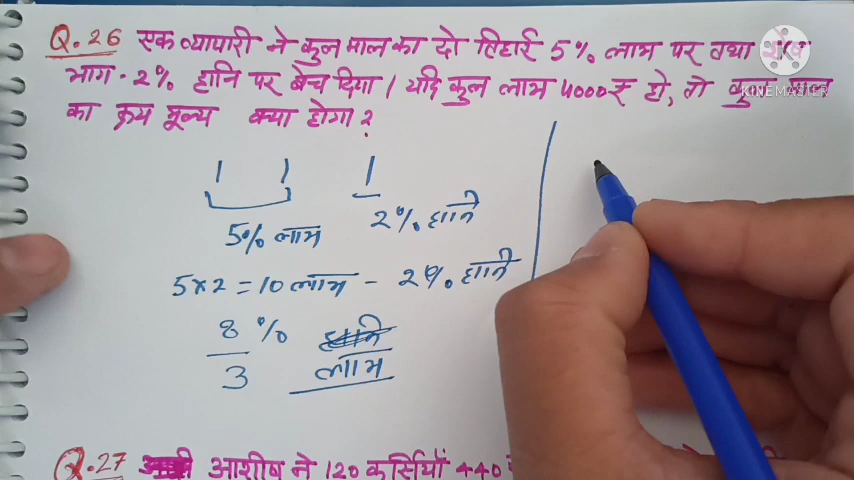 Q.26 एक व्यापारी ने कुल माल का दो तिहाई 5% लाभ पर तथा
भाग 2% हानि पर बेच दिया। यदि कुल लाभ 4000₹ हो, तो कुल माल
का क्रय मूल्य क्या होगा?
KINEMASTER
1 1 1
5% लाभ 2% हानि
5×2 = 10 लाभ - 2% हानि
8/3 % हानि
लाभ
Q.27 आशीष ने 120 कुर्सियाँ 440